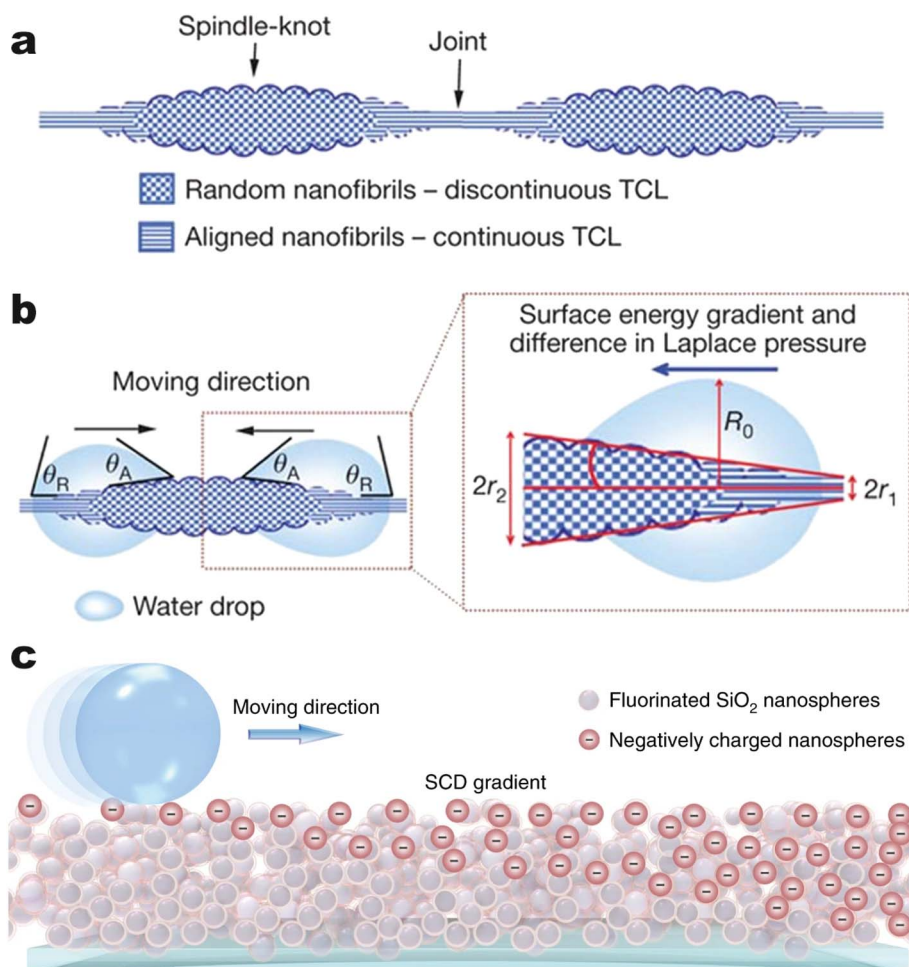 a
Spindle-knot
Joint
Random nanofibrils – discontinuous TCL
Aligned nanofibrils – continuous TCL
b
Moving direction
θA
θA
θR
θR
Water drop
Surface energy gradient and
difference in Laplace pressure
R0
2r2
2r1
c
Moving direction
Fluorinated SiO2 nanospheres
Negatively charged nanospheres
SCD gradient